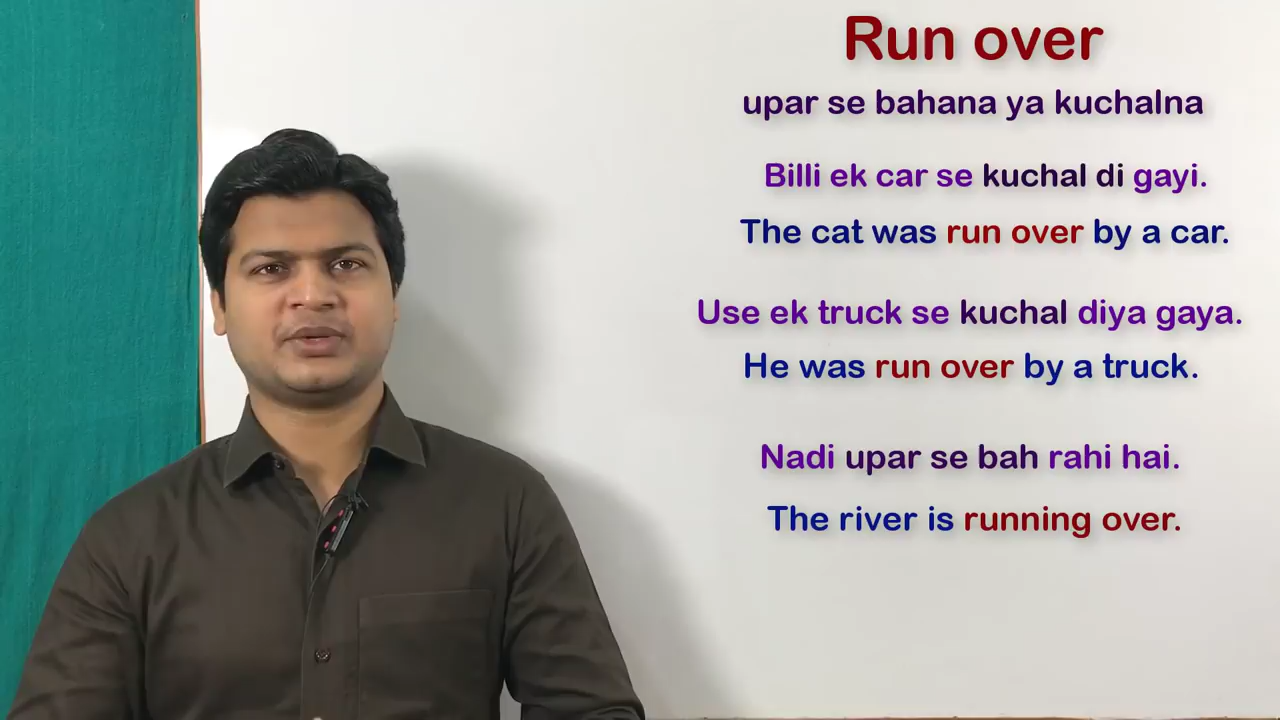 Run over
upar se bahana ya kuchalna
Billi ek car se kuchal di gayi.
The cat was run over by a car.
Use ek truck se kuchal diya gaya.
He was run over by a truck.
Nadi upar se bah rahi hai.
The river is running over.